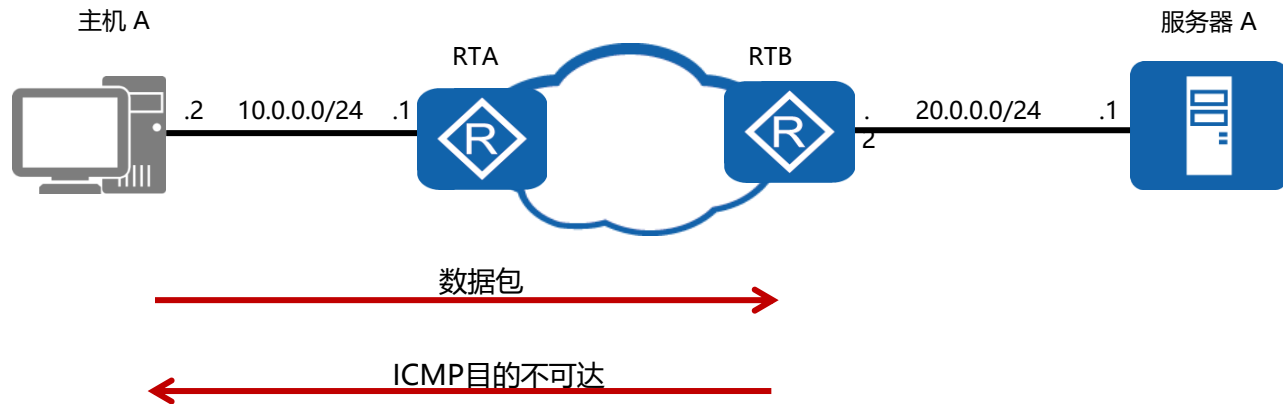 主机 A
服务器 A
RTA
RTB
.2 10.0.0.0/24 .1
R
R
.2
20.0.0.0/24 .1
数据包
ICMP目的不可达